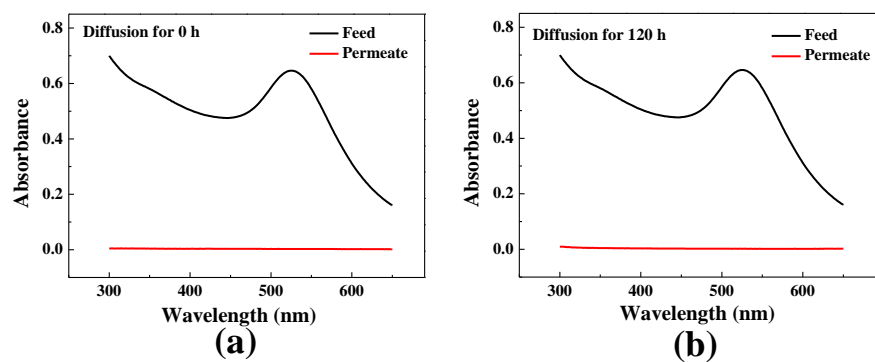 Diffusion for 0 h
Feed
Permeate
Absorbance
0.8
0.6
0.4
0.2
0.0
300 400 500 600
Wavelength (nm)
(a)
Diffusion for 120 h
Feed
Permeate
Absorbance
0.8
0.6
0.4
0.2
0.0
300 400 500 600
Wavelength (nm)
(b)